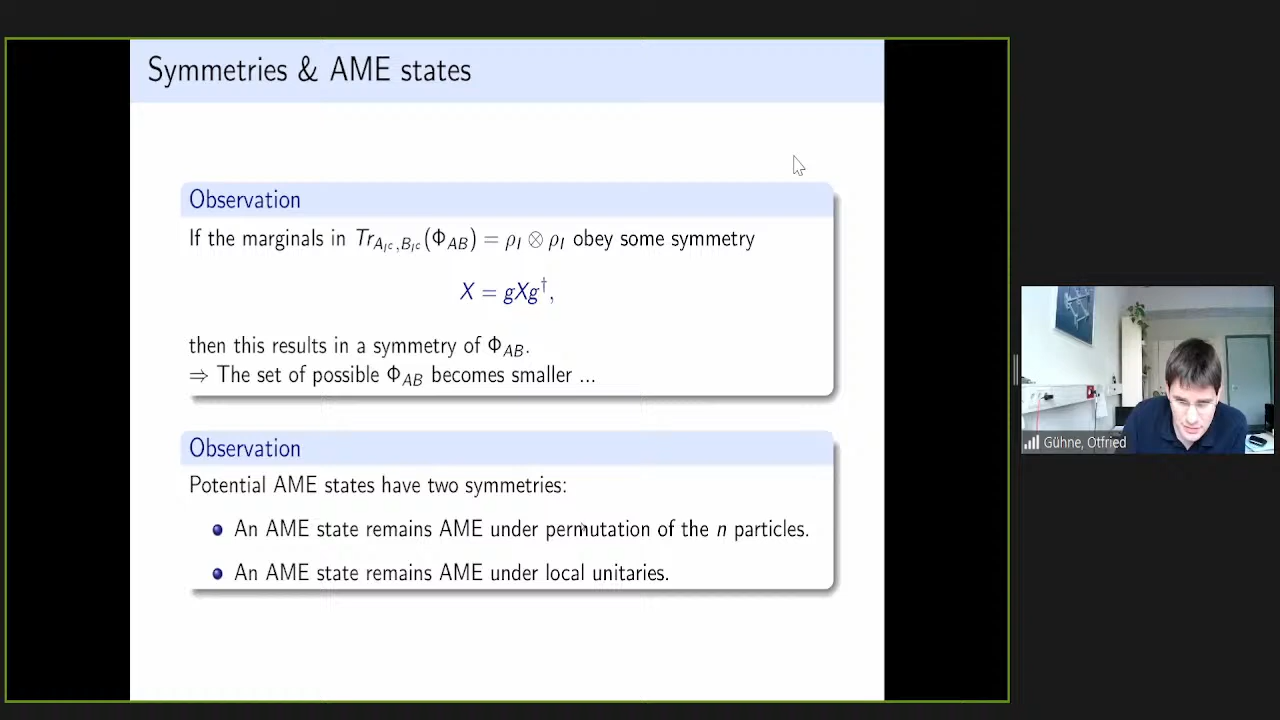 Symmetries & AME states
Observation
If the marginals in Tr_{A_{I^c},B_{I^c}}(Φ_{AB}) = ρ_I ⊗ ρ_I obey some symmetry
X = gXg†,
then this results in a symmetry of Φ_{AB}.
⇒ The set of possible Φ_{AB} becomes smaller ...
Observation
Potential AME states have two symmetries:
An AME state remains AME under permutation of the n particles.
An AME state remains AME under local unitaries.
Gühne, Otfried